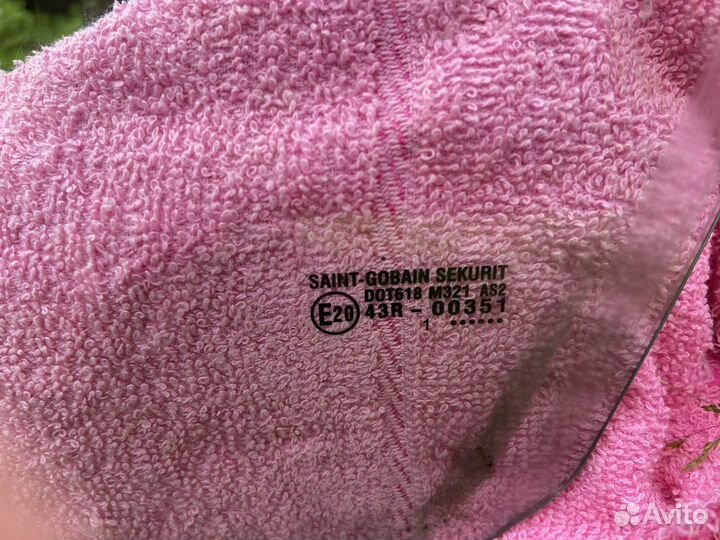 SAINT-GOBAIN SEKURIT
DOT618 M321 AS2
E20 43R - 00351
1 ••••••
Avito